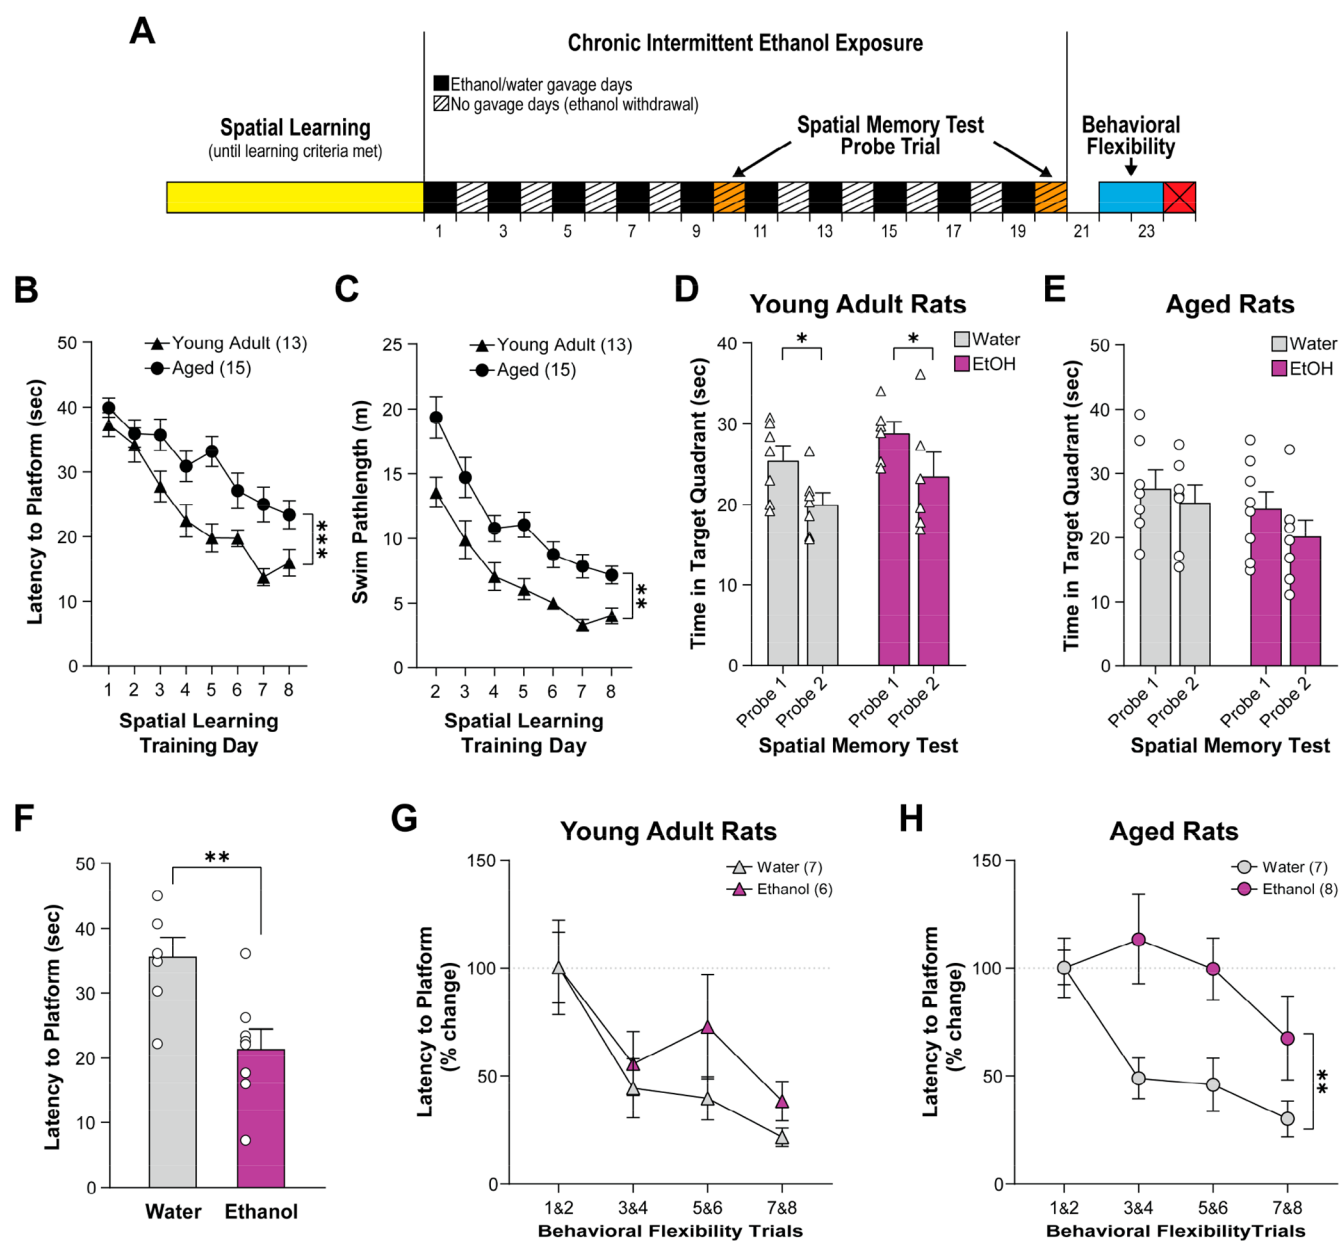 A
Chronic Intermittent Ethanol Exposure
Ethanol/water gavage days
No gavage days (ethanol withdrawal)
Spatial Learning
(until learning criteria met)
Spatial Memory Test
Probe Trial
Behavioral
Flexibility
1 3 5 7 9 11 13 15 17 19 21 23
B
Latency to Platform (sec)
50
40
30
20
10
0
Young Adult (13)
Aged (15)
***
1 2 3 4 5 6 7 8
Spatial Learning
Training Day
C
Swim Pathlength (m)
25
20
15
10
5
0
Young Adult (13)
Aged (15)
**
2 3 4 5 6 7 8
Spatial Learning
Training Day
D
Young Adult Rats
Time in Target Quadrant (sec)
40
30
20
10
0
Water
EtOH
* *
Probe 1 Probe 2 Probe 1 Probe 2
Spatial Memory Test
E
Aged Rats
Time in Target Quadrant (sec)
50
40
30
20
10
0
Water
EtOH
Probe 1 Probe 2 Probe 1 Probe 2
Spatial Memory Test
F
Latency to Platform (sec)
50
40
30
20
10
0
**
Water Ethanol
G
Young Adult Rats
Latency to Platform
(% change)
150
100
50
0
Water (7)
Ethanol (6)
1&2 3&4 5&6 7&8
Behavioral Flexibility Trials
H
Aged Rats
Latency to Platform
(% change)
150
100
50
0
Water (7)
Ethanol (8)
**
1&2 3&4 5&6 7&8
Behavioral FlexibilityTrials